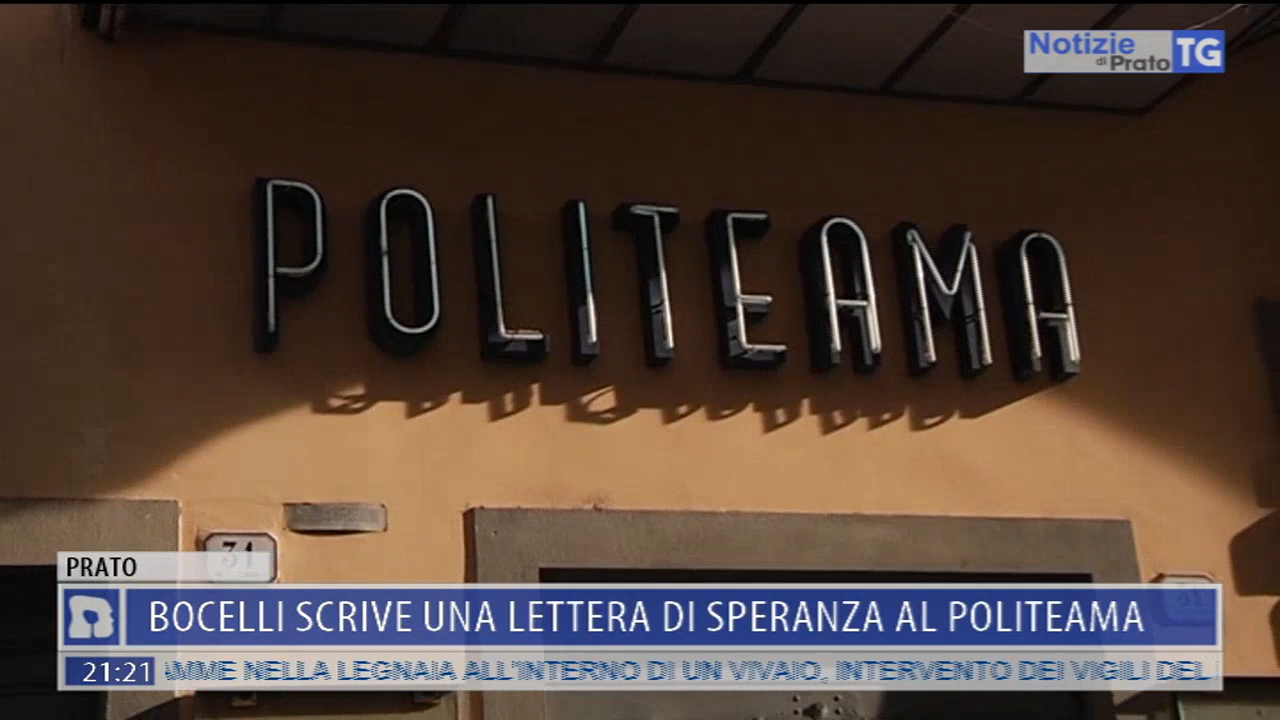 Notizie
di Prato TG
POLITEAMA
31
PRATO
BOCELLI SCRIVE UNA LETTERA DI SPERANZA AL POLITEAMA
21:21 AMME NELLA LEGNAIA ALL'INTERNO DI UN VIVAIO, INTERVENTO DEI VIGILI DEL